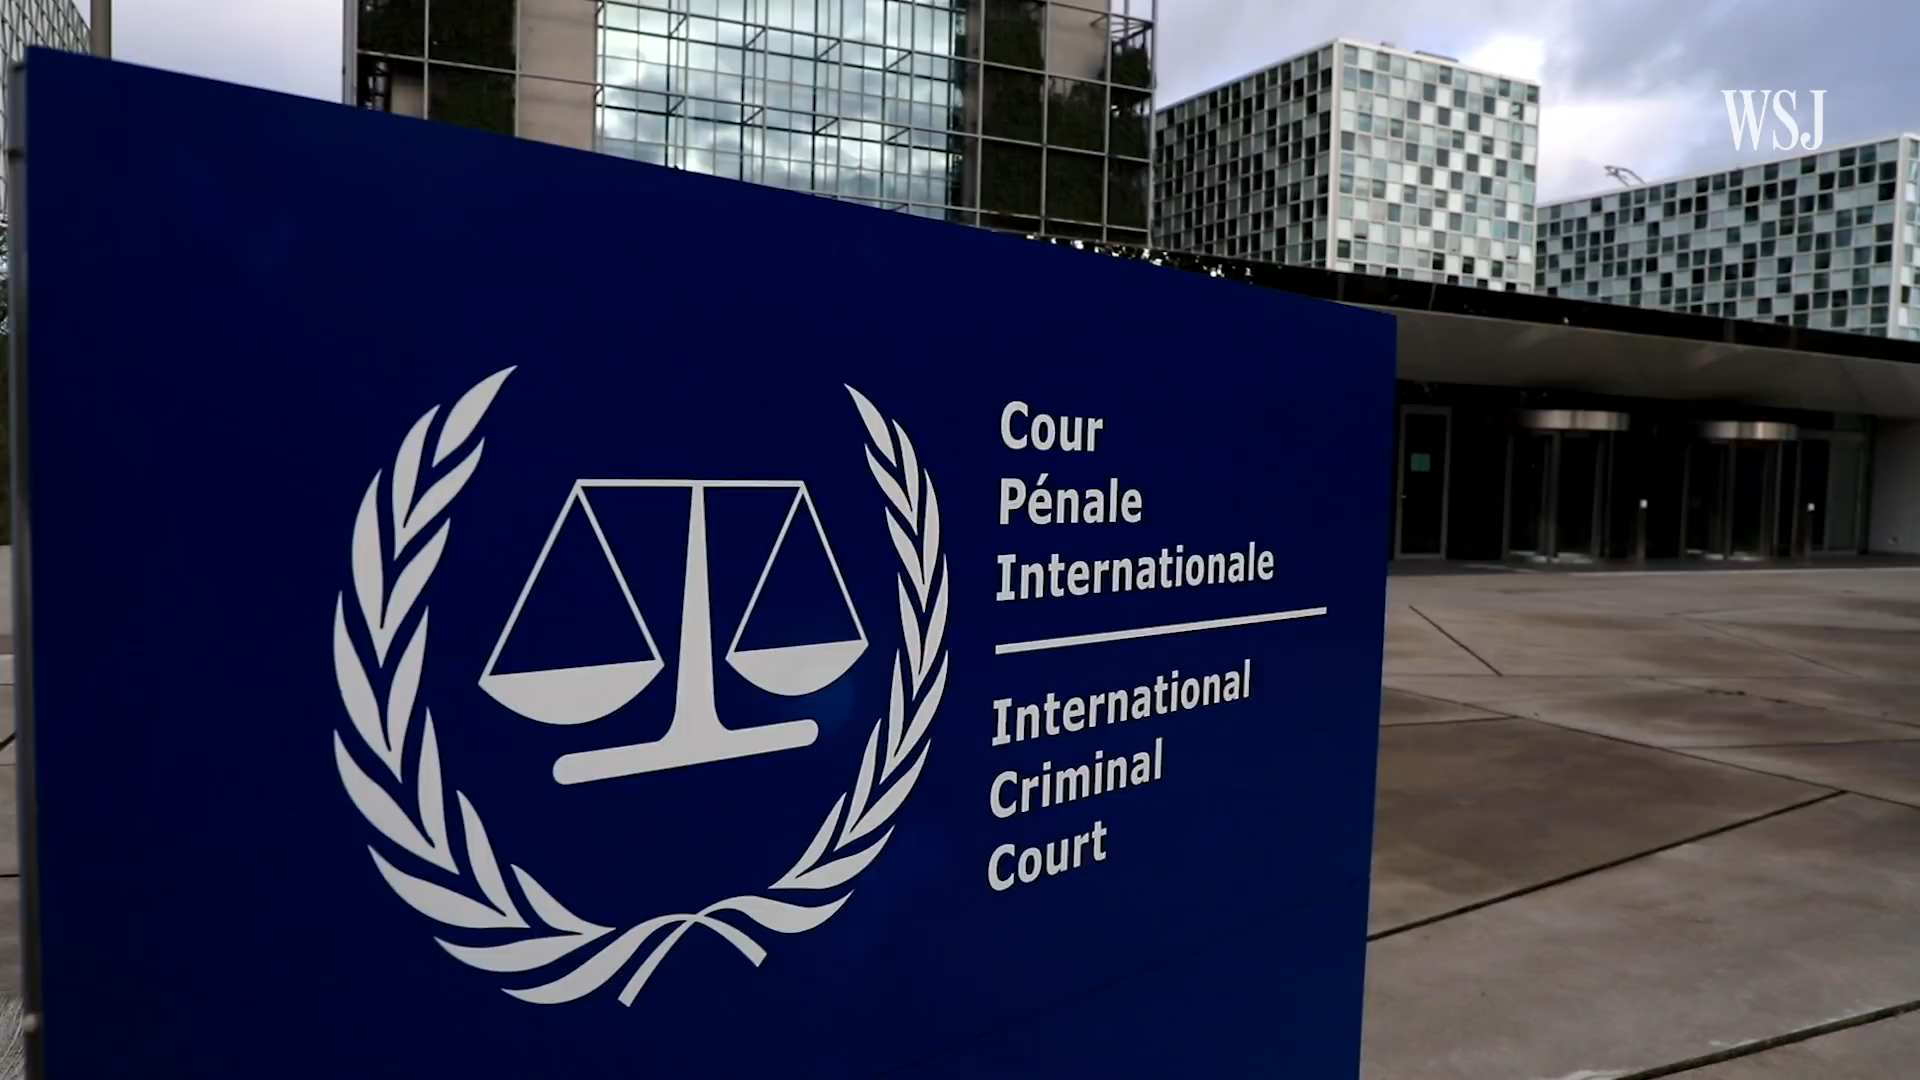 WSJ
Cour
Pénale
Internationale
International
Criminal
Court